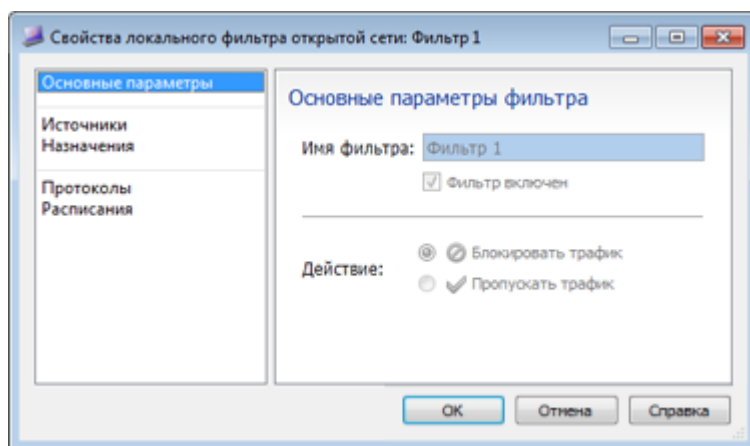 Свойства локального фильтра открытой сети: Фильтр 1
Основные параметры
Источники
Назначения
Протоколы
Расписания
Основные параметры фильтра
Имя фильтра: Фильтр 1
Фильтр включен
Действие:
Блокировать трафик
Пропускать трафик
ОК
Отмена
Справка